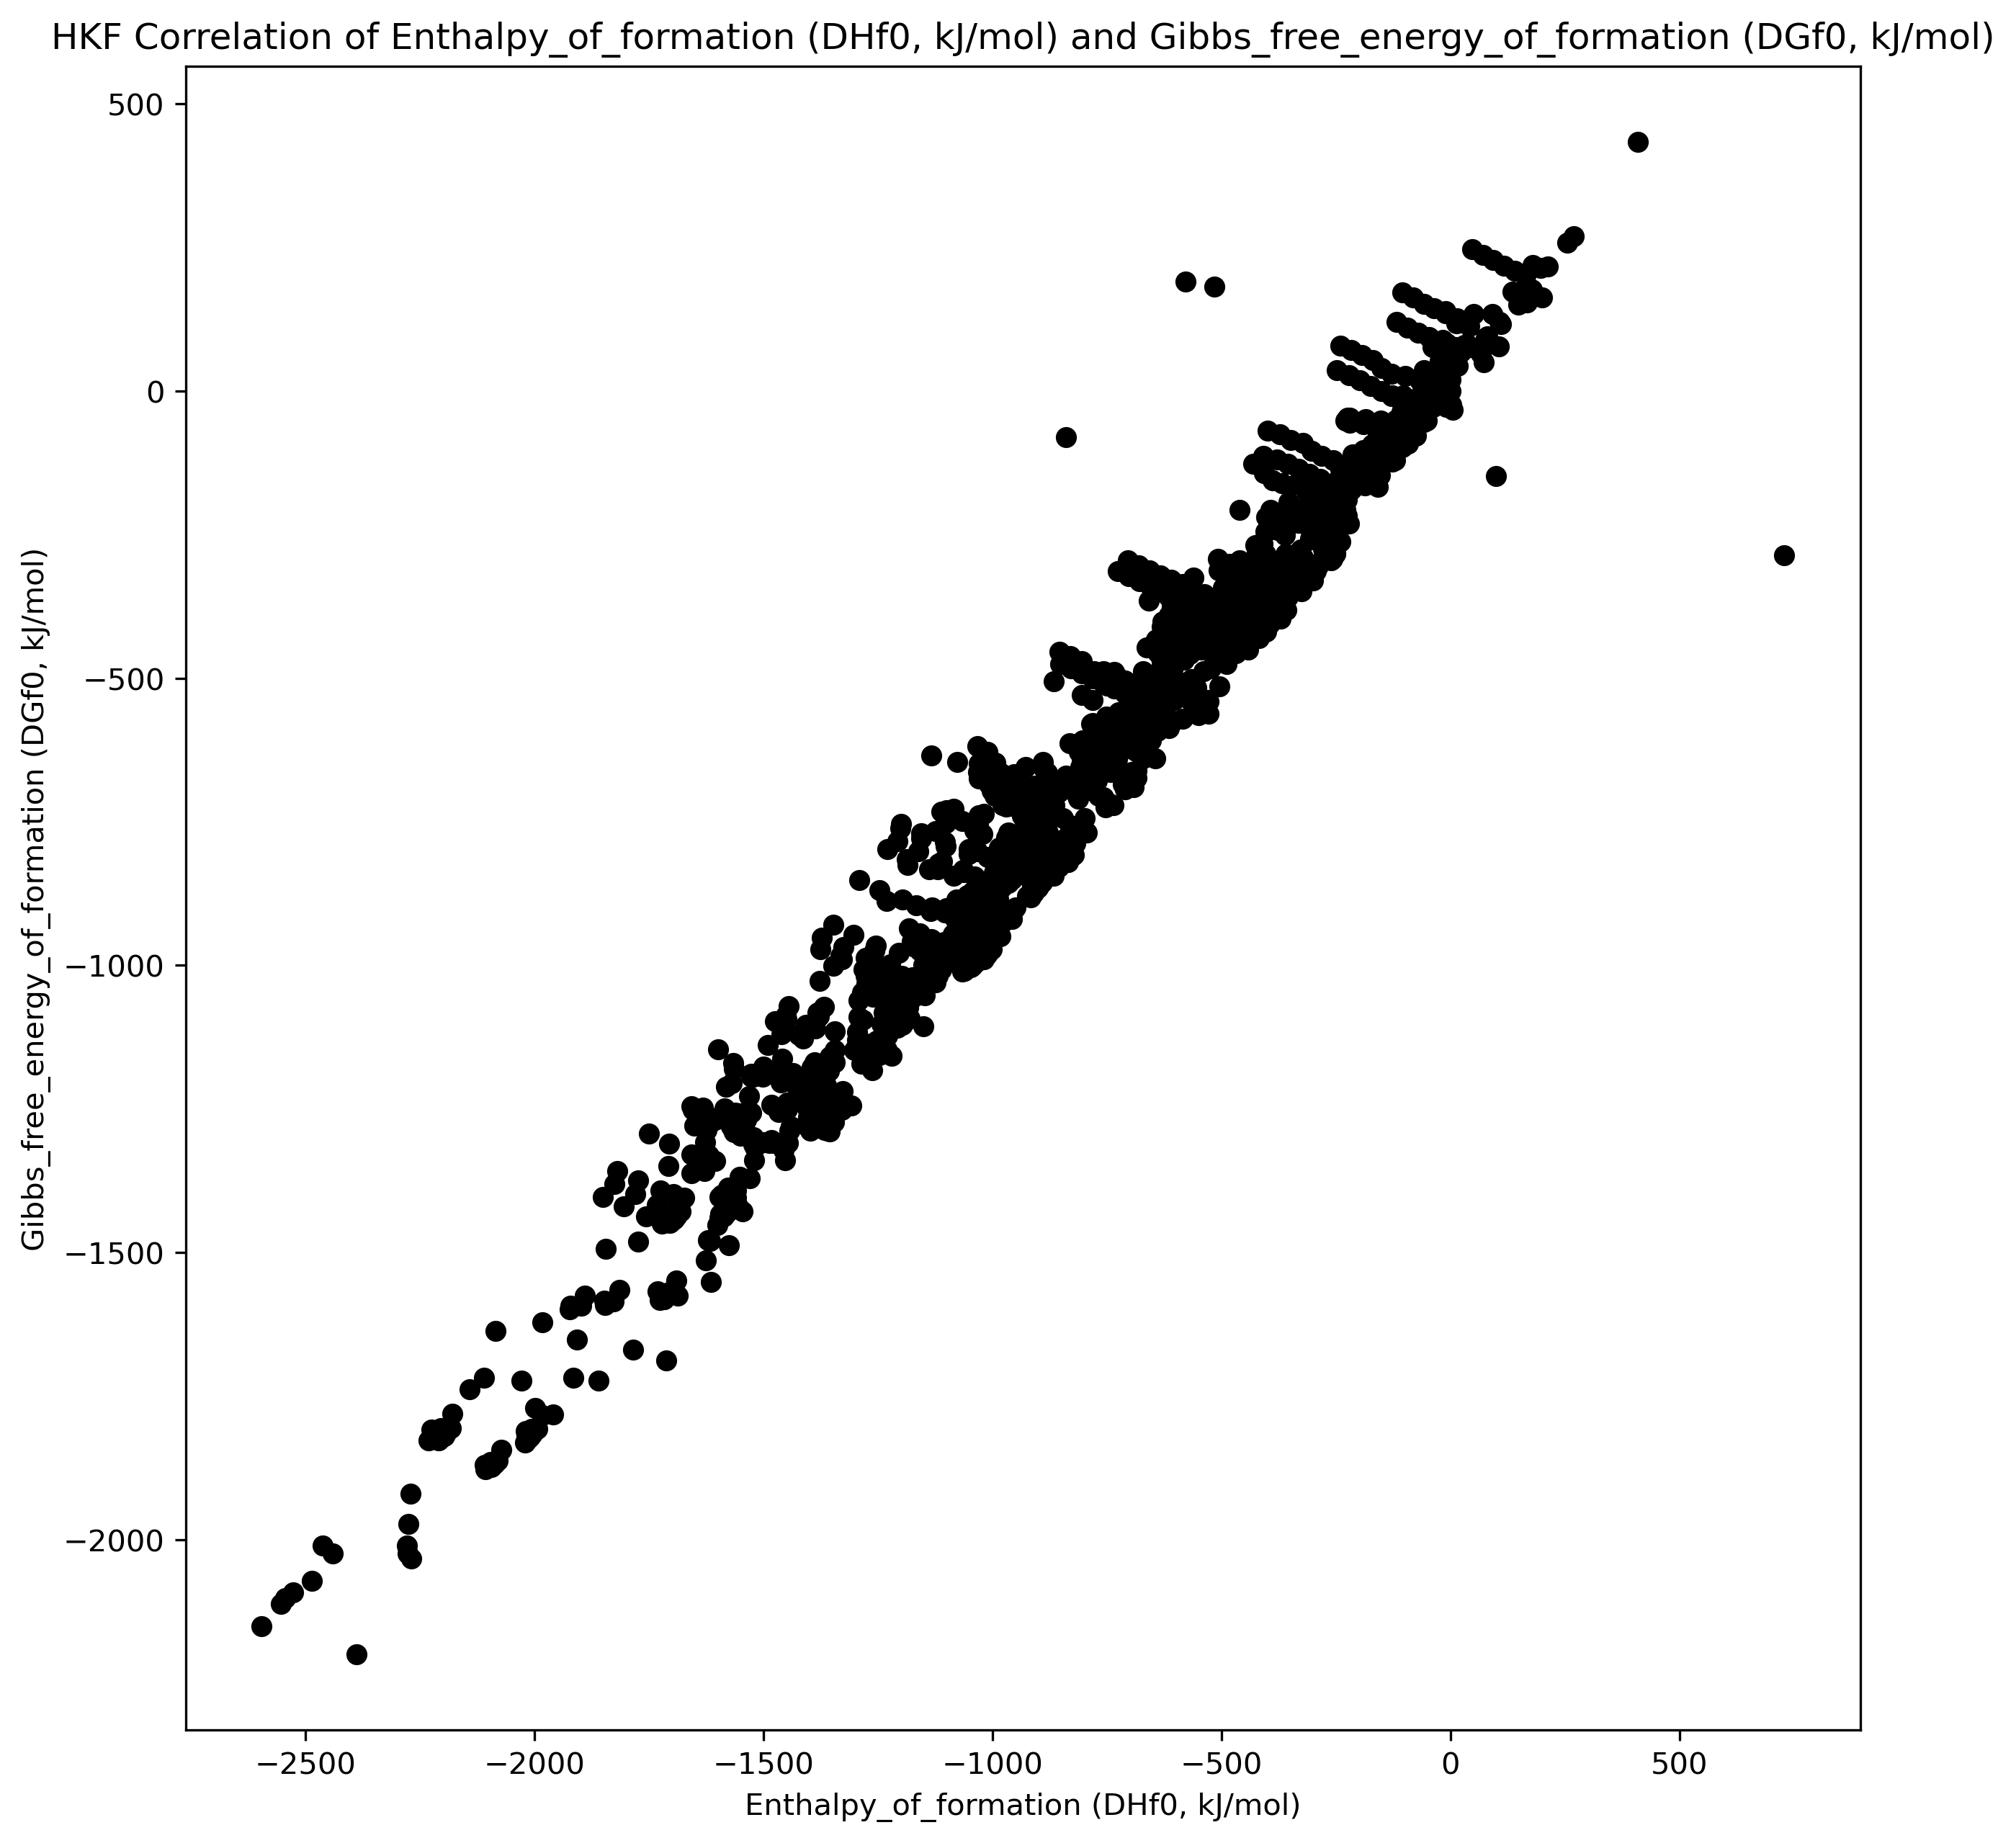 HKF Correlation of Enthalpy_of_formation (DHf0, kJ/mol) and Gibbs_free_energy_of_formation (DGf0, kJ/mol)
500
0
−500
−1000
−1500
−2000
Gibbs_free_energy_of_formation (DGf0, kJ/mol)
−2500 −2000 −1500 −1000 −500 0 500
Enthalpy_of_formation (DHf0, kJ/mol)